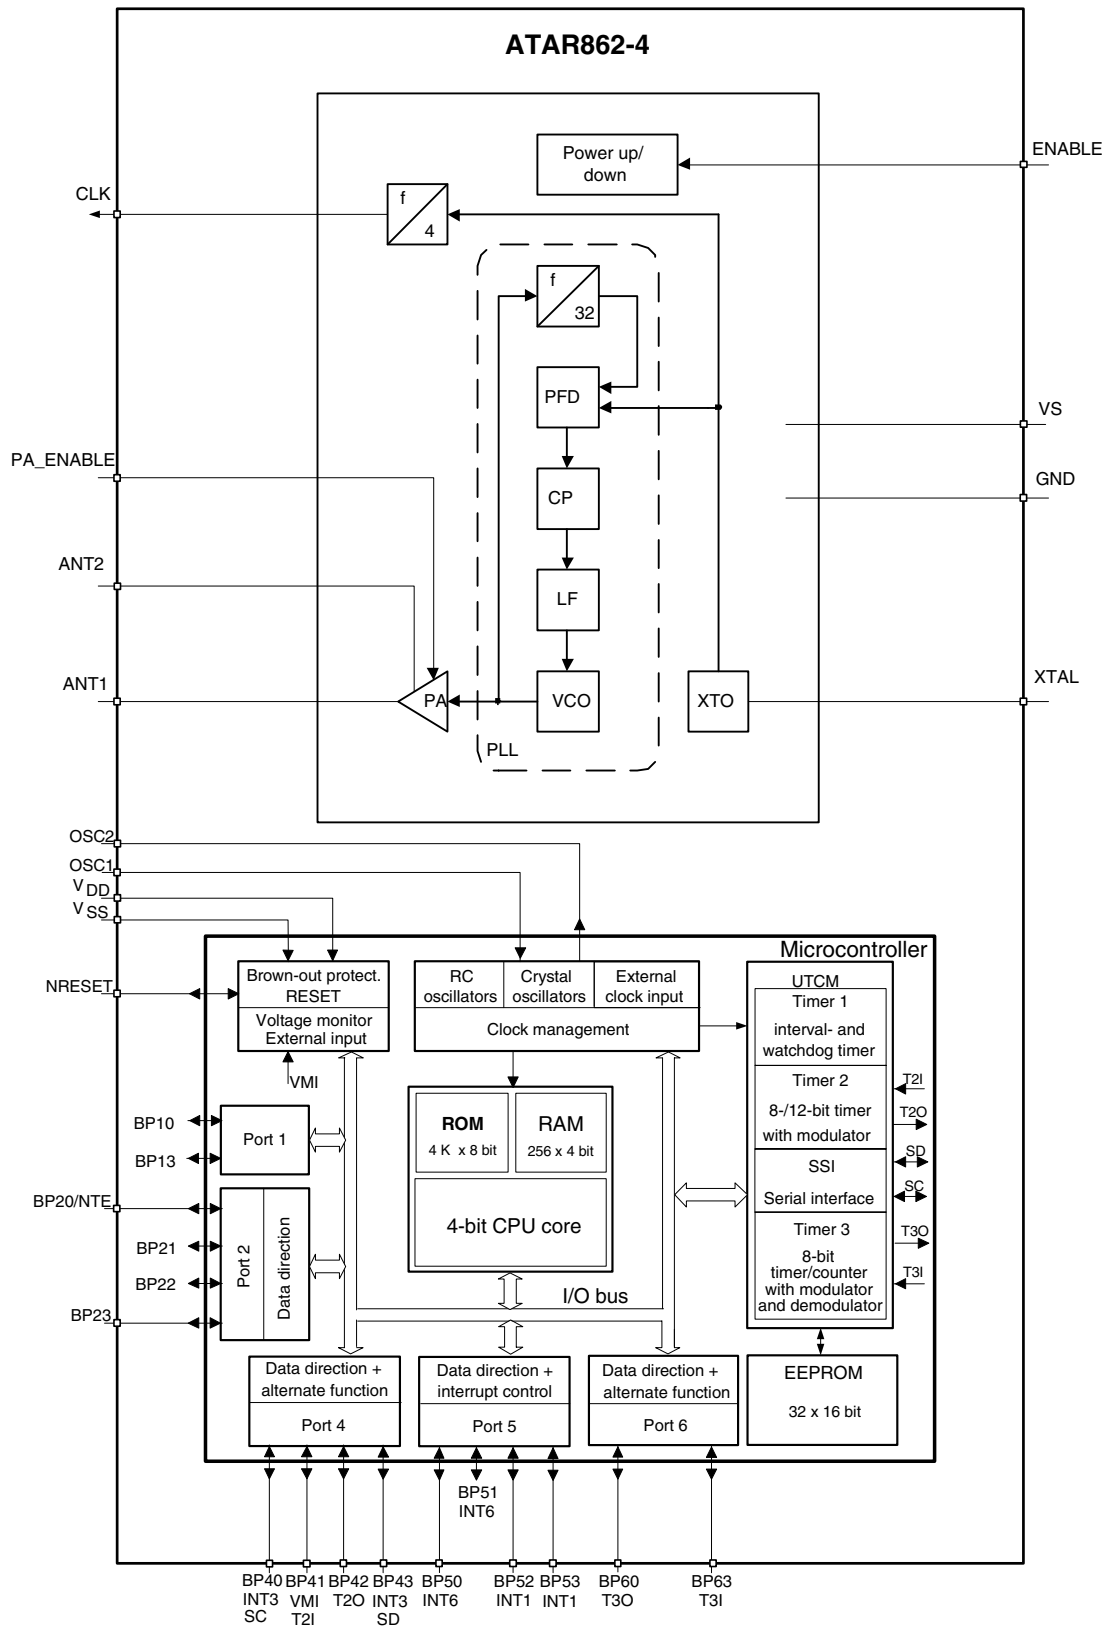 ATAR862-4
Power up/
down
ENABLE
CLK
f
4
f
32
PFD
VS
PA_ENABLE
GND
CP
ANT2
LF
ANT1
PA
VCO
XTO
XTAL
PLL
OSC2
OSC1
V DD
V SS
Microcontroller
NRESET
Brown-out protect.
RESET
Voltage monitor
External input
VMI
RC
oscillators
Crystal
oscillators
External
clock input
Clock management
UTCM
Timer 1
interval- and
watchdog timer
Timer 2
8-/12-bit timer
with modulator
SSI
Serial interface
Timer 3
8-bit
timer/counter
with modulator
and demodulator
T2I
T2O
SD
SC
T3O
T3I
ROM
4 K x 8 bit
RAM
256 x 4 bit
4-bit CPU core
I/O bus
BP10
Port 1
BP13
BP20/NTE
BP21
BP22
BP23
Port 2
Data direction
Data direction +
alternate function
Port 4
Data direction +
interrupt control
Port 5
Data direction +
alternate function
Port 6
EEPROM
32 x 16 bit
BP51
INT6
BP40
INT3
SC
BP41
VMI
T2I
BP42
T2O
BP43
INT3
SD
BP50
INT6
BP52
INT1
BP53
INT1
BP60
T3O
BP63
T3I